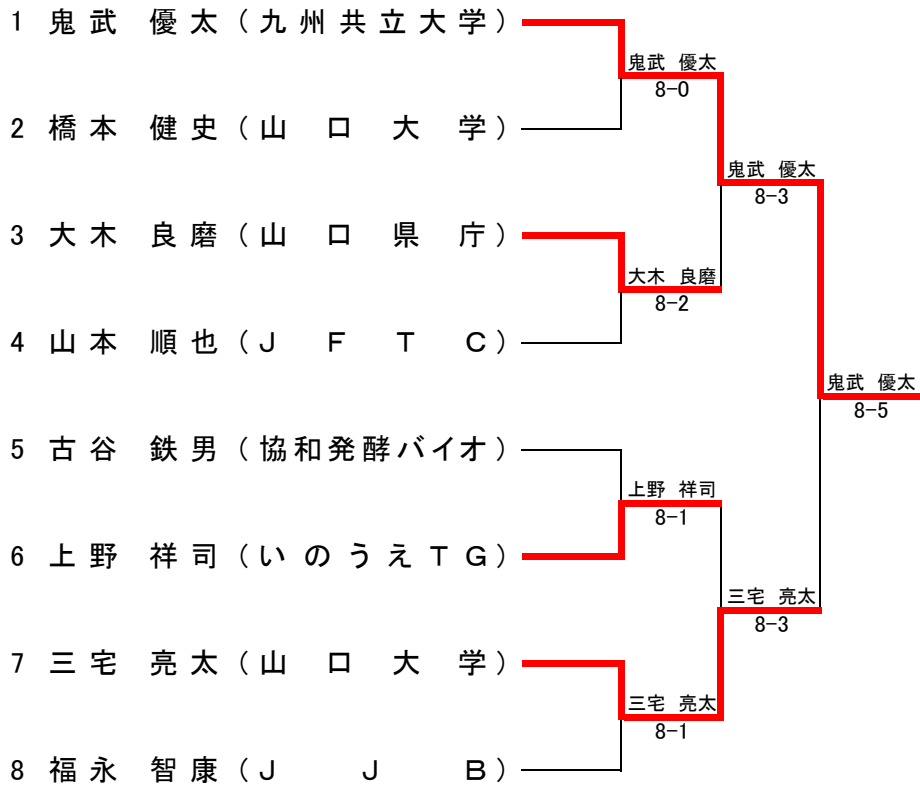 1 鬼武 優太(九州共立大学)
鬼武 優太
8-0
2 橋本 健史(山口大学)
鬼武 優太
8-3
3 大木 良磨(山口県庁)
大木 良磨
8-2
4 山本 順也(JFTC)
鬼武 優太
8-5
5 古谷 鉄男(協和発酵バイオ)
上野 祥司
8-1
6 上野 祥司(いのうえTG)
三宅 亮太
8-3
7 三宅 亮太(山口大学)
三宅 亮太
8-1
8 福永 智康(JJB)